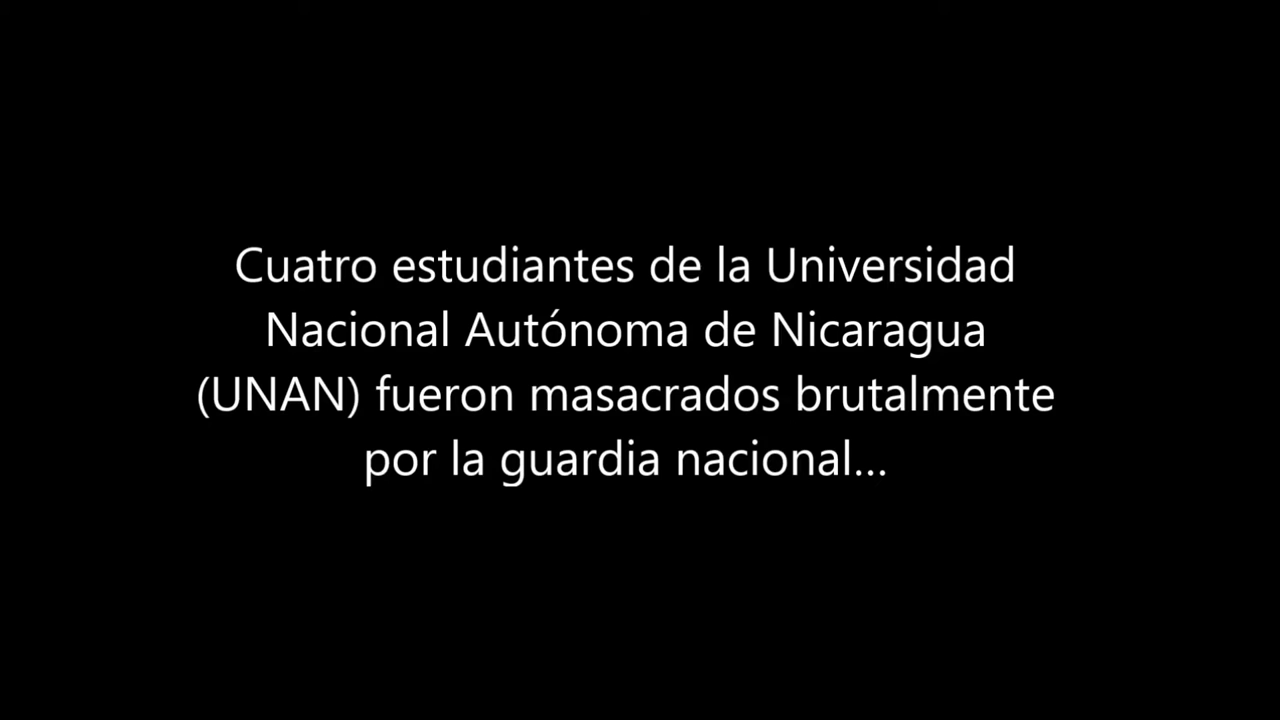 Cuatro estudiantes de la Universidad
Nacional Autónoma de Nicaragua
(UNAN) fueron masacrados brutalmente
por la guardia nacional...